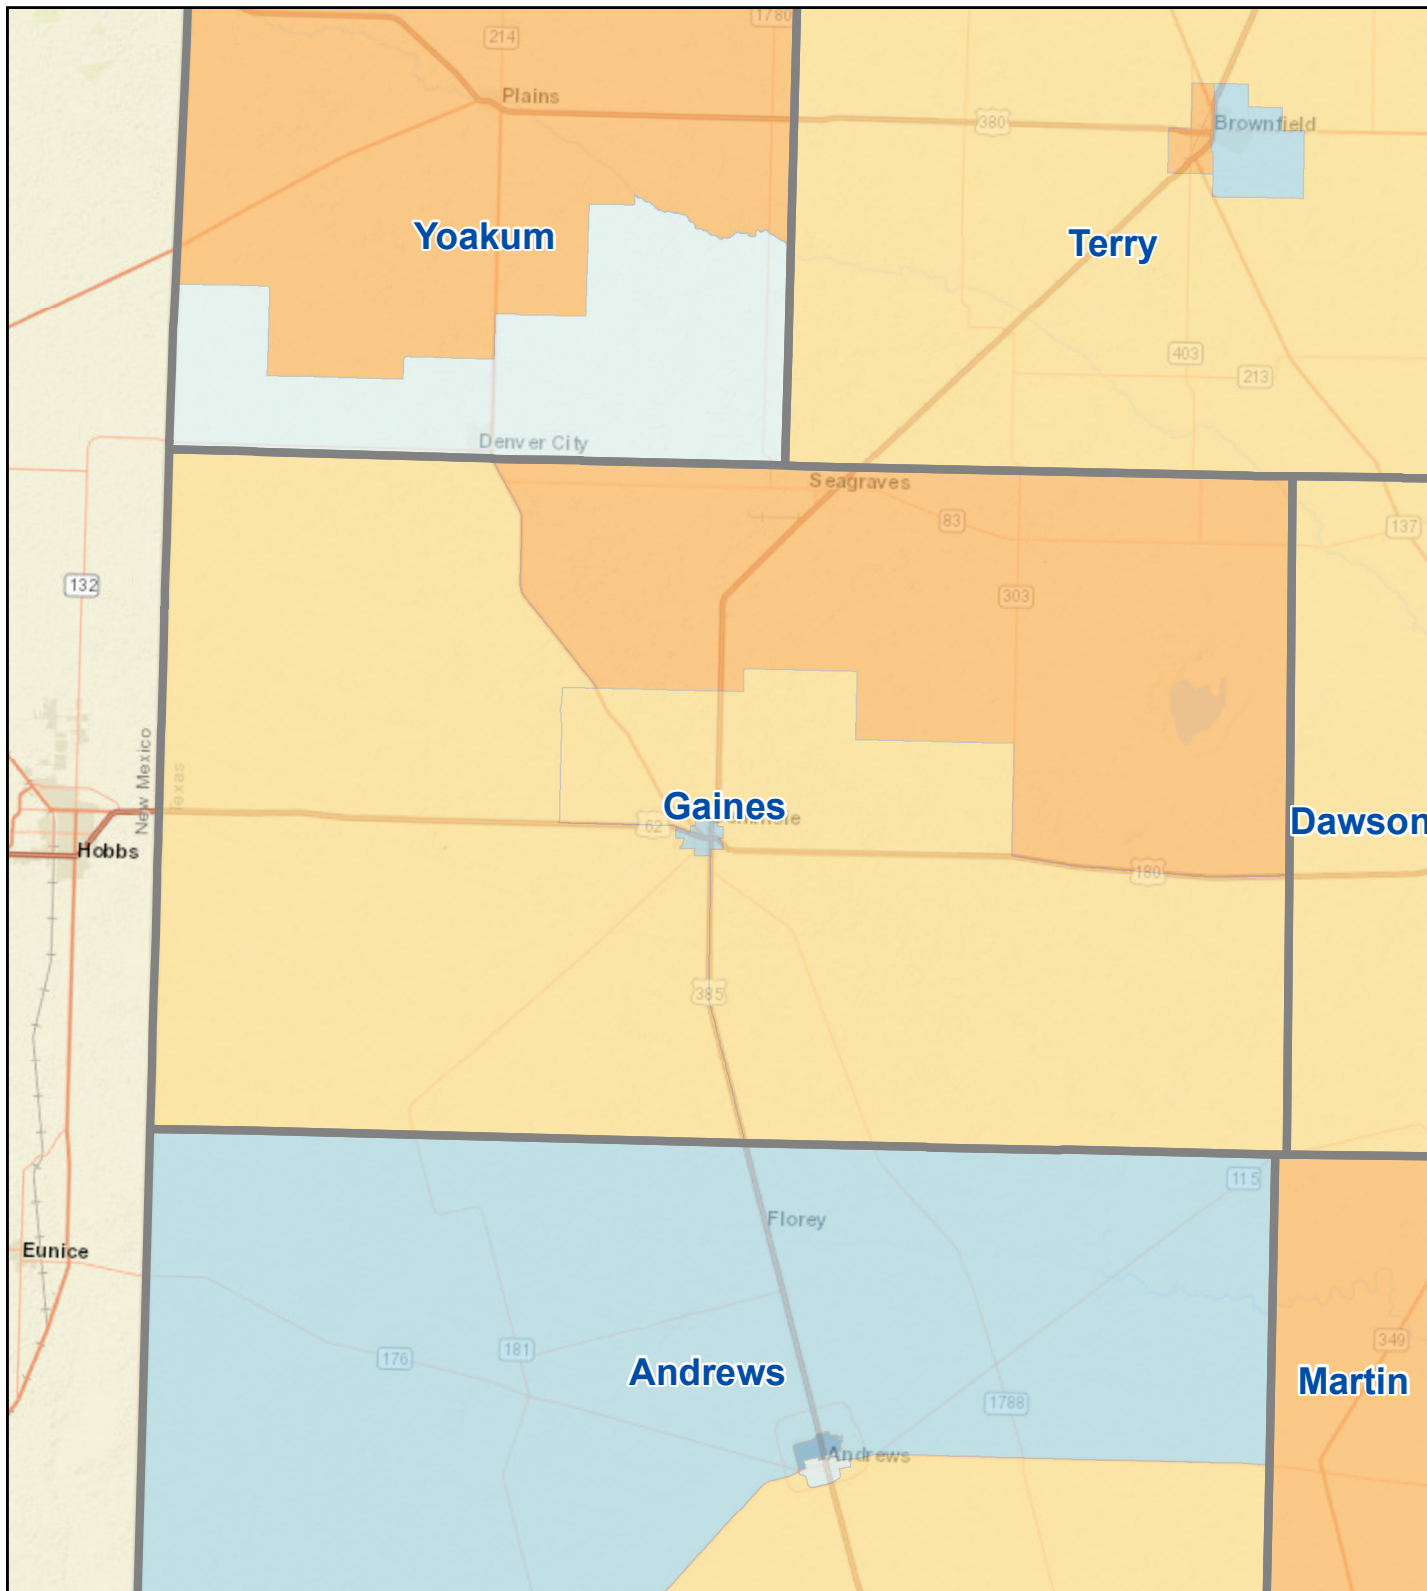 1780
214
Plains
380
Brownfield
Yoakum
Terry
403
213
Denver City
Seagraves
83
137
132
303
New Mexico
Texas
Gaines
62
Dawson
Hobbs
180
385
115
Florey
Eunice
349
181
176
Andrews
Martin
1788
Andrews